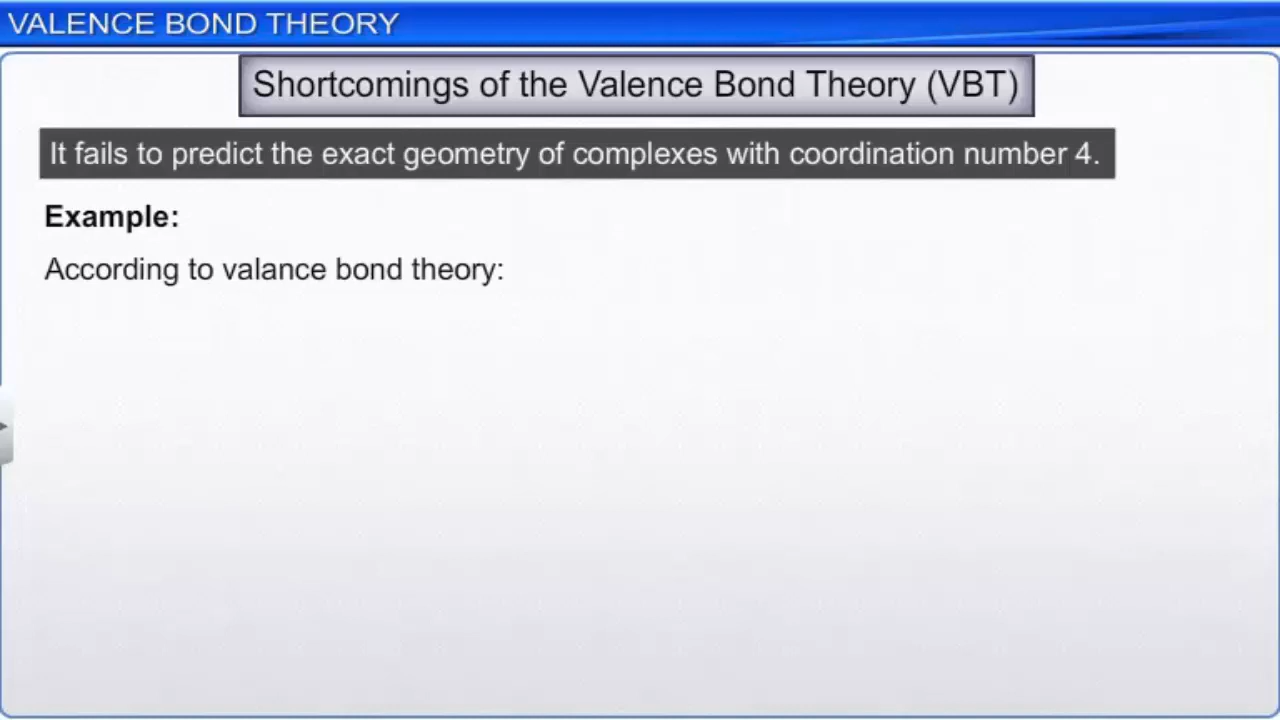 VALENCE BOND THEORY
Shortcomings of the Valence Bond Theory (VBT)
It fails to predict the exact geometry of complexes with coordination number 4.
Example:
According to valance bond theory: